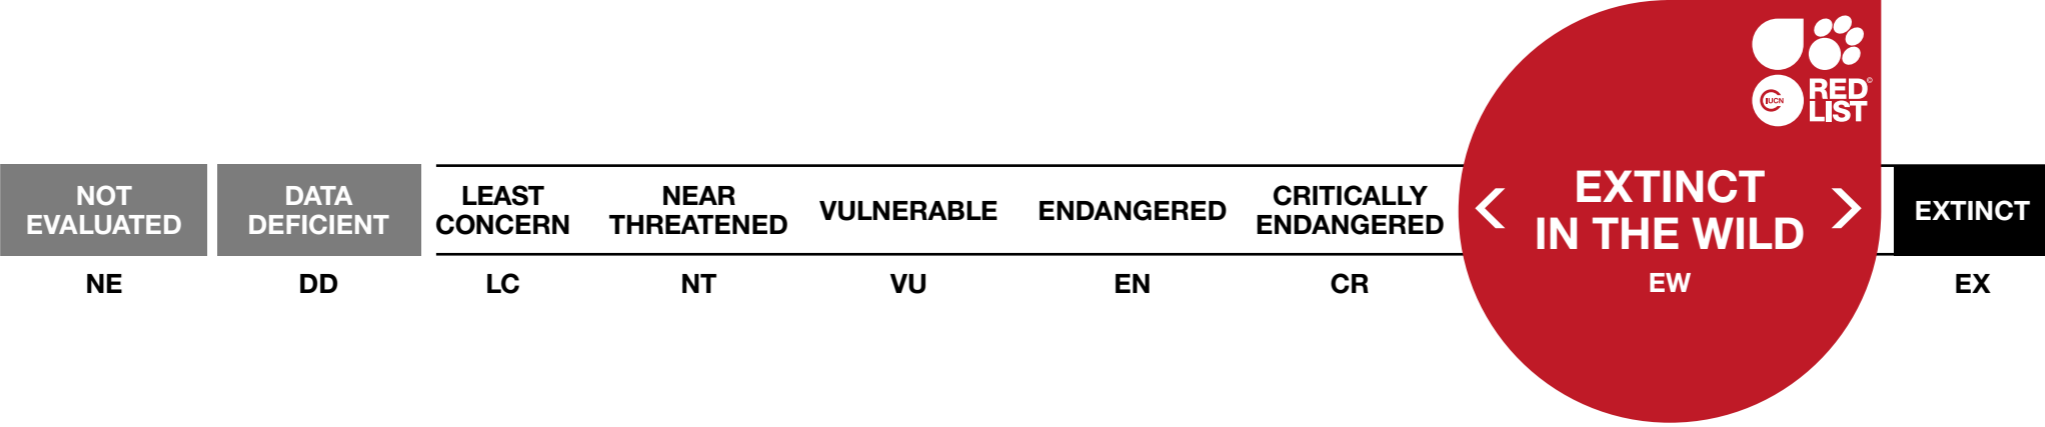 NOT
EVALUATED
NE
DATA
DEFICIENT
DD
LEAST
CONCERN
LC
NEAR
THREATENED
NT
VULNERABLE
VU
ENDANGERED
EN
CRITICALLY
ENDANGERED
CR
IUCN
RED
LIST
©
< EXTINCT
IN THE WILD >
EW
EXTINCT
EX